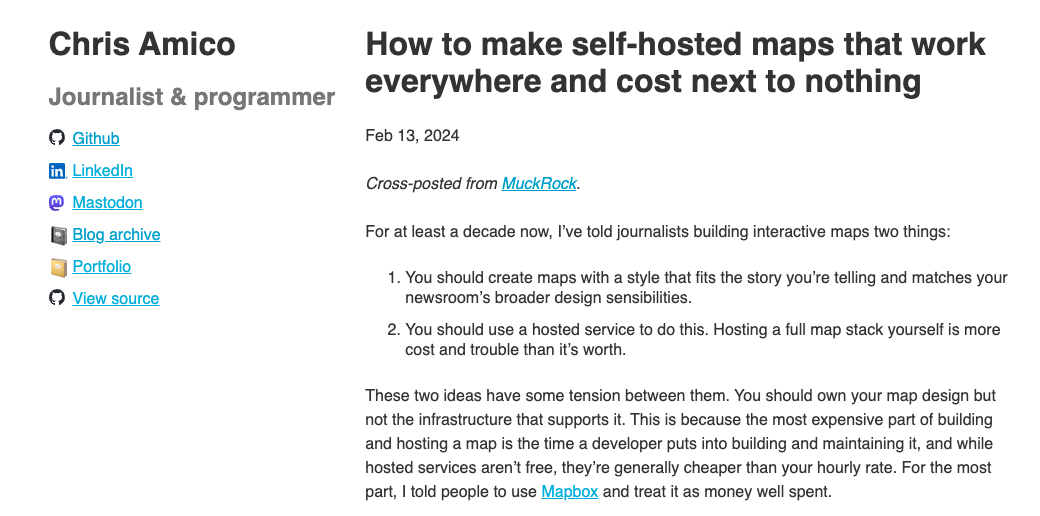 Chris Amico
Journalist & programmer
Github
LinkedIn
Mastodon
Blog archive
Portfolio
View source
How to make self-hosted maps that work
everywhere and cost next to nothing
Feb 13, 2024
Cross-posted from MuckRock.
For at least a decade now, I’ve told journalists building interactive maps two things:
1. You should create maps with a style that fits the story you’re telling and matches your
newsroom’s broader design sensibilities.
2. You should use a hosted service to do this. Hosting a full map stack yourself is more
cost and trouble than it’s worth.
These two ideas have some tension between them. You should own your map design but
not the infrastructure that supports it. This is because the most expensive part of building
and hosting a map is the time a developer puts into building and maintaining it, and while
hosted services aren’t free, they’re generally cheaper than your hourly rate. For the most
part, I told people to use Mapbox and treat it as money well spent.